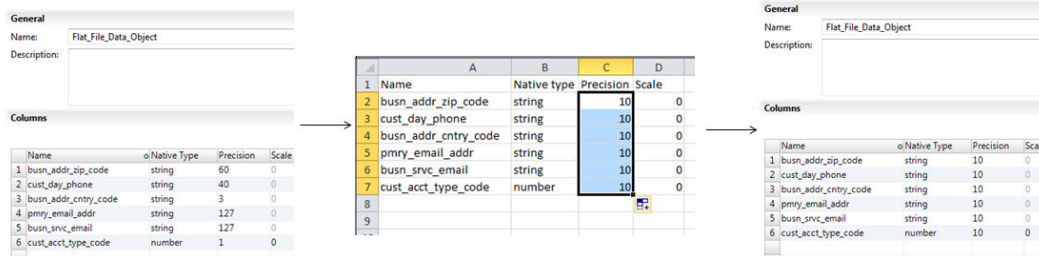 General
Name: Flat_File_Data_Object
Description:
Columns
Name Native Type Precision Scale
1 busn_addr_zip_code string 60 0
2 cust_day_phone string 40 0
3 busn_addr_cntry_code string 3 0
4 pmry_email_addr string 127 0
5 busn_srvc_email string 127 0
6 cust_acct_type_code number 1 0
A B C D
1 Name Native type Precision Scale
2 busn_addr_zip_code string 10 0
3 cust_day_phone string 10 0
4 busn_addr_cntry_code string 10 0
5 pmry_email_addr string 10 0
6 busn_srvc_email string 10 0
7 cust_acct_type_code number 10 0
8
9
General
Name: Flat_File_Data_Object
Description:
Columns
Name Native Type Precision Sca
1 busn_addr_zip_code string 10 0
2 cust_day_phone string 10 0
3 busn_addr_cntry_code string 10 0
4 pmry_email_addr string 10 0
5 busn_srvc_email string 10 0
6 cust_acct_type_code number 10 0